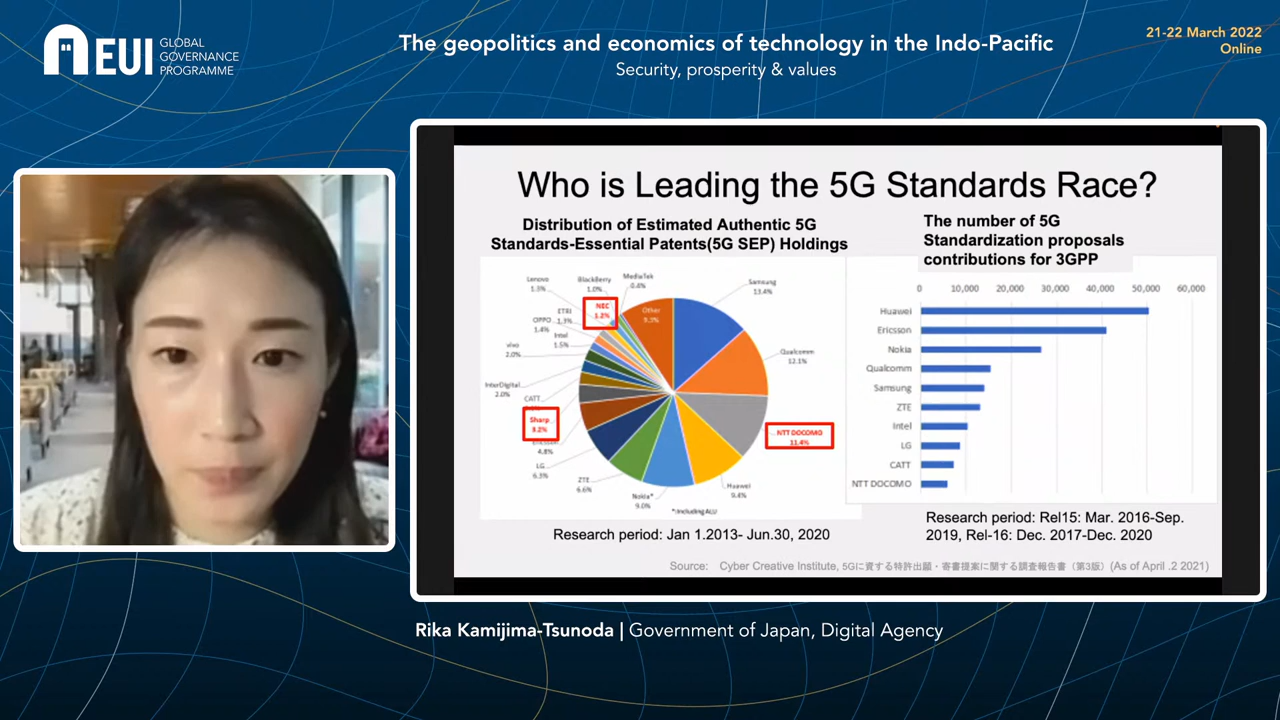 EUI
GLOBAL
GOVERNANCE
PROGRAMME
The geopolitics and economics of technology in the Indo-Pacific
Security, prosperity & values
21-22 March 2022
Online
Who is Leading the 5G Standards Race?
Distribution of Estimated Authentic 5G
Standards-Essential Patents(5G SEP) Holdings
Lenovo
1.3%
BlackBerry
1.0%
MediaTek
0.4%
Samsung
13.4%
NEC
1.2%
Other
9.3%
ETRI
1.3%
OPPO
1.4%
Intel
1.5%
vivo
2.0%
Qualcomm
12.1%
InterDigital
2.0%
CATT
Sharp
3.2%
Ericsson
4.8%
NTT DOCOMO
11.4%
LG
6.3%
ZTE
6.6%
Nokia*
9.0%
Huawei
9.4%
*:Including ALU
Research period: Jan 1.2013- Jun.30, 2020
The number of 5G
Standardization proposals
contributions for 3GPP
0 10,000 20,000 30,000 40,000 50,000 60,000
Huawei
Ericsson
Nokia
Qualcomm
Samsung
ZTE
Intel
LG
CATT
NTT DOCOMO
Research period: Rel15: Mar. 2016-Sep.
2019, Rel-16: Dec. 2017-Dec. 2020
Source: Cyber Creative Institute, 5Gに資する特許出願・寄書提案に関する調査報告書（第3版）(As of April .2 2021)
Rika Kamijima-Tsunoda | Government of Japan, Digital Agency